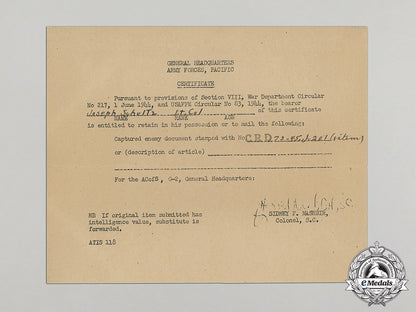 GENERAL HEADQUARTERS
ARMY FORCES, PACIFIC
CERTIFICATE
Pursuant to provisions of Section VIII, War Department Circular
No 217, 1 June 1944, and USAFFE Circular No 83, 1944, the bearer
of this certificate
Joseph Schultz Lt. Col
NAME RANK ASN
is entitled to retain in his possession or to mail the following:
Captured enemy document stamped with No C.R.D
or (description of article)
For the ACofS, G-2, General Headquarters:
NB If original item submitted has
intelligence value, substitute is
forwarded.
SIDNEY F. MASHBIR,
Colonel, S.C.
ATIS 118
eMedals